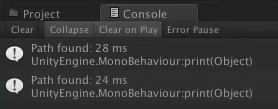 Project Console
Clear Collapse Clear on Play Error Pause
Path found: 28 ms
UnityEngine.MonoBehaviour:print(Object)
Path found: 24 ms
UnityEngine.MonoBehaviour:print(Object)